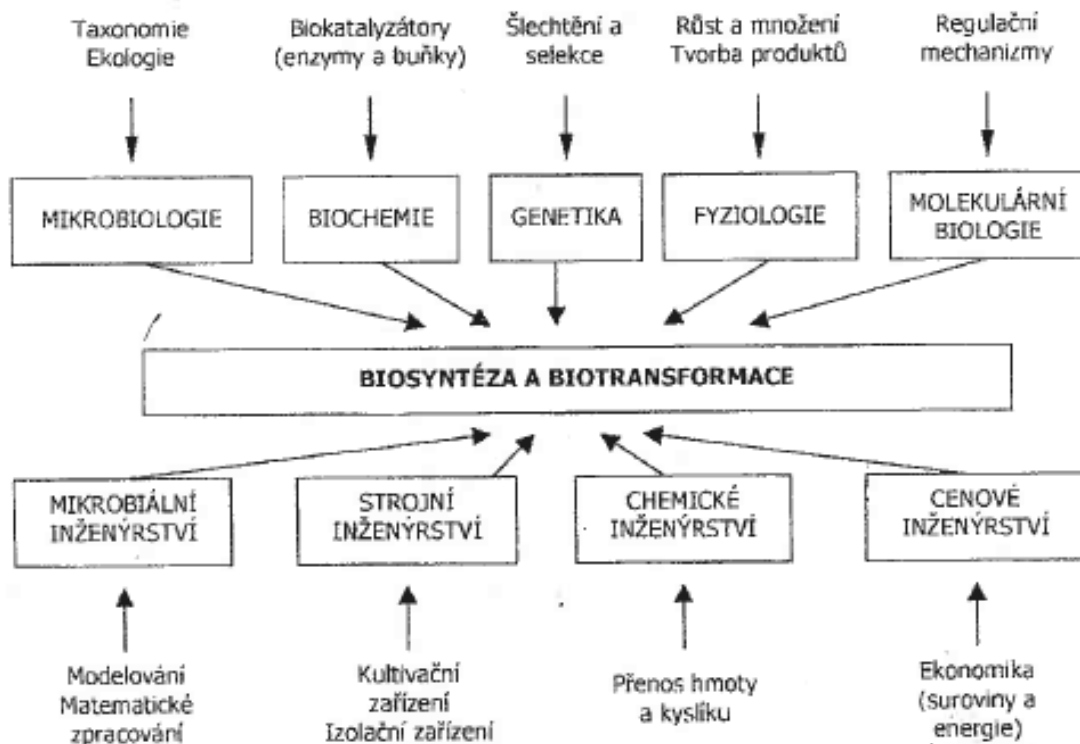 Taxonomie
Ekologie
Biokatalyzátory
(enzymy a buňky)
Šlechtění a
selekce
Růst a množení
Tvorba produktů
Regulační
mechanizmy
MIKROBIOLOGIE
BIOCHEMIE
GENETIKA
FYZIOLOGIE
MOLEKULÁRNÍ
BIOLOGIE
BIOSYNTÉZA A BIOTRANSFORMACE
MIKROBIÁLNÍ
INŽENÝRSTVÍ
STROJNÍ
INŽENÝRSTVÍ
CHEMICKÉ
INŽENÝRSTVÍ
CENOVÉ
INŽENÝRSTVÍ
Modelování
Matematické
zpracování
Kultivační
zařízení
Izolační zařízení
Přenos hmoty
a kyslíku
Ekonomika
(suroviny a
energie)